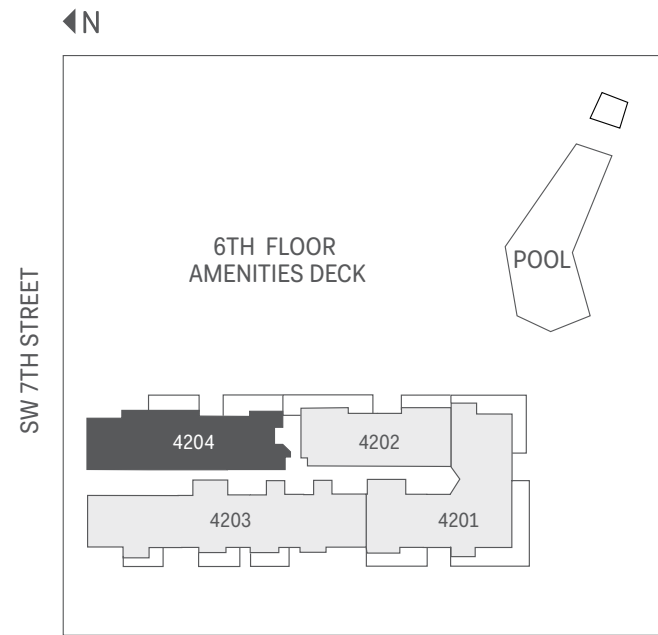 N
6TH FLOOR
AMENITIES DECK
POOL
SW 7TH STREET
4204
4202
4203
4201